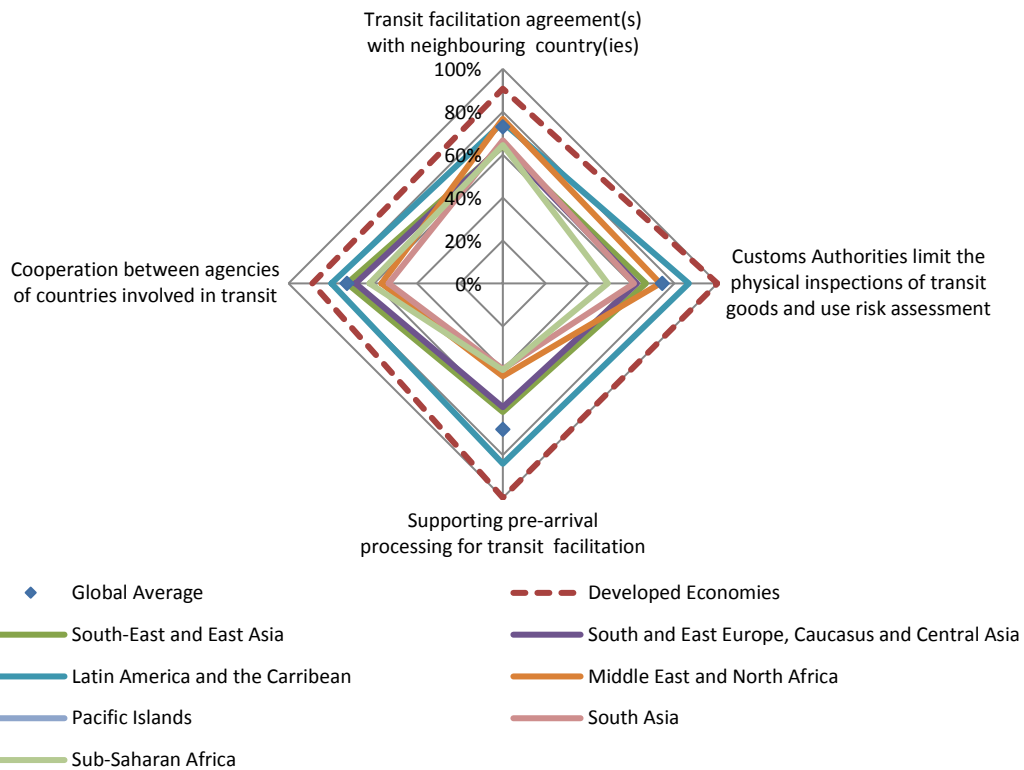 Transit facilitation agreement(s)
with neighbouring country(ies)
100%
80%
60%
40%
20%
0%
Customs Authorities limit the
physical inspections of transit
goods and use risk assessment
Cooperation between agencies
of countries involved in transit
Supporting pre-arrival
processing for transit facilitation
Global Average
Developed Economies
South-East and East Asia
South and East Europe, Caucasus and Central Asia
Latin America and the Carribean
Middle East and North Africa
Pacific Islands
South Asia
Sub-Saharan Africa